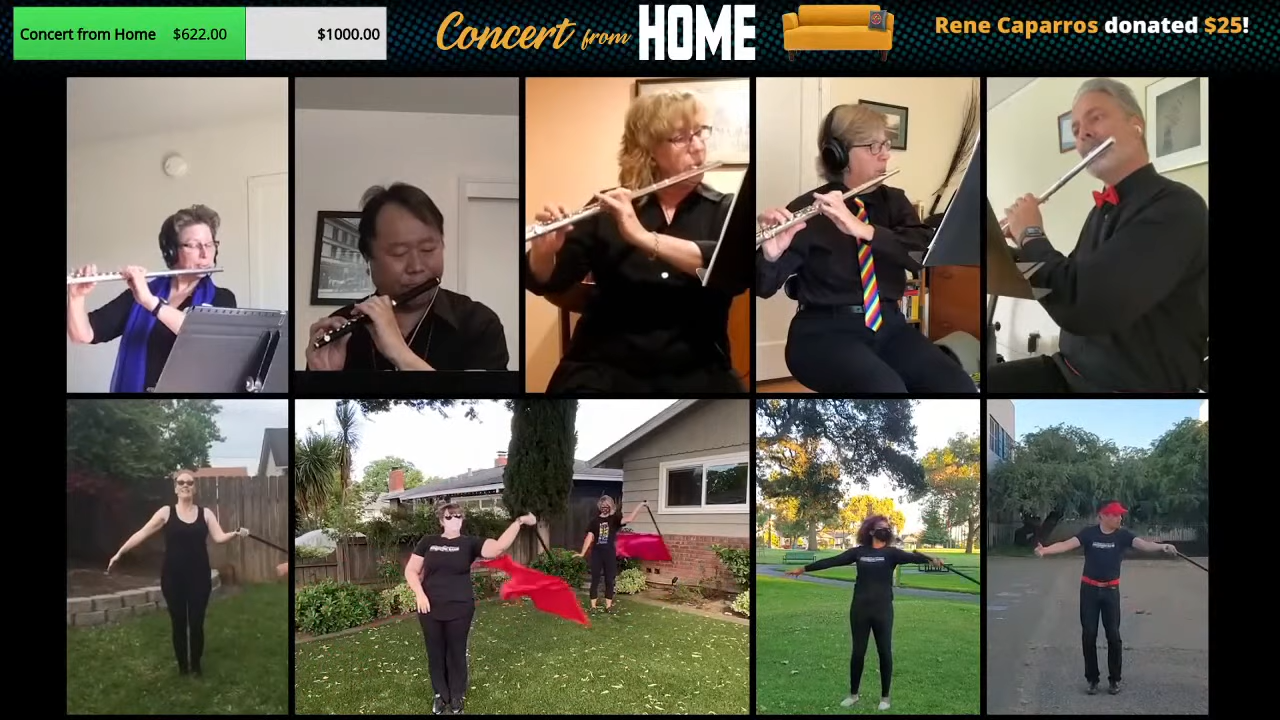 Concert from Home $622.00 $1000.00
Concert from HOME
Rene Caparros donated $25!